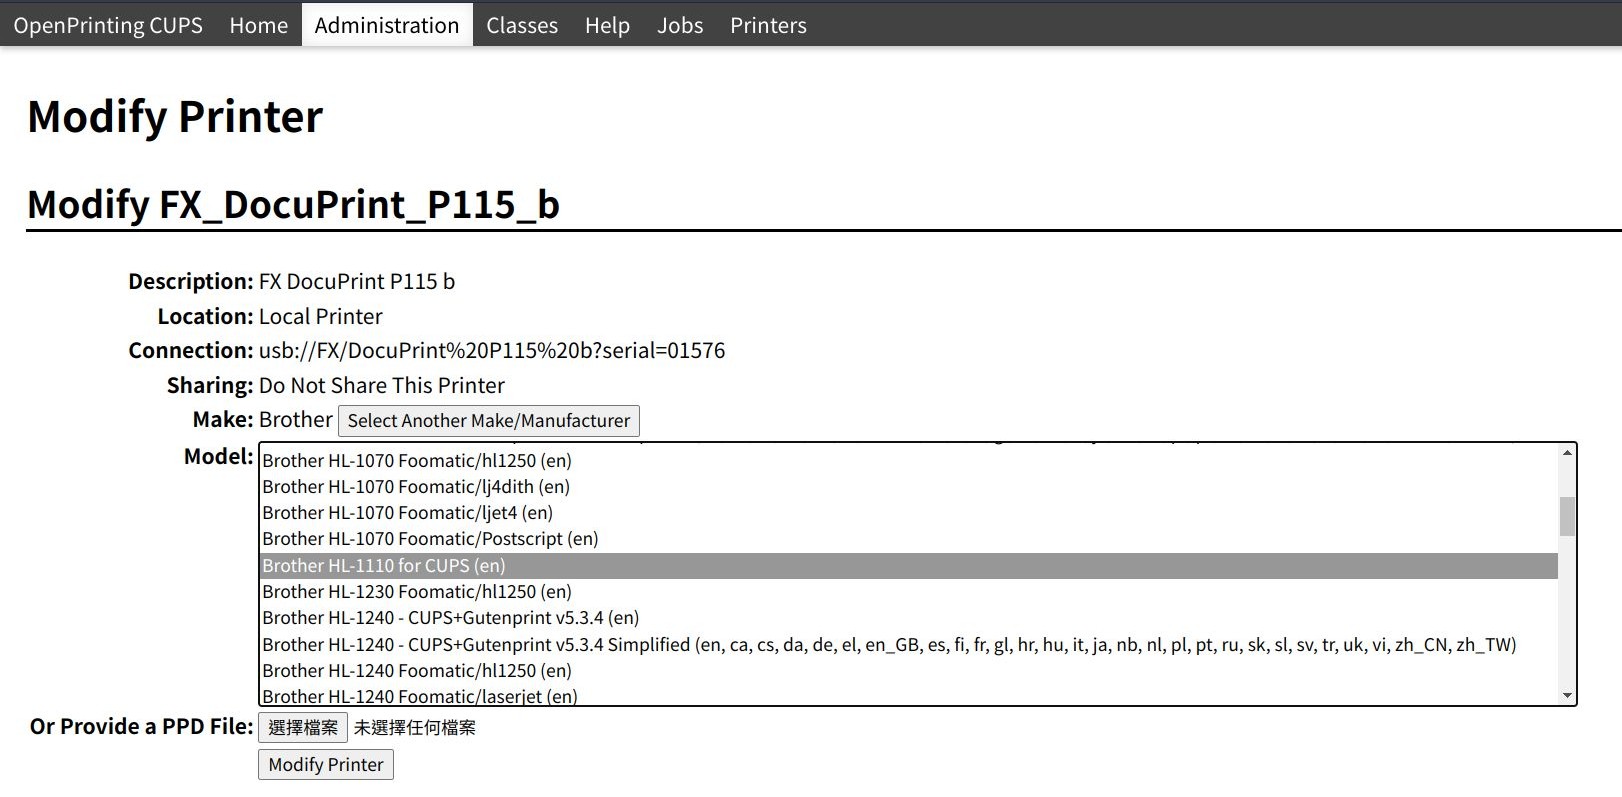 OpenPrinting CUPS Home Administration Classes Help Jobs Printers
Modify Printer
Modify FX_DocuPrint_P115_b
Description: FX DocuPrint P115 b
Location: Local Printer
Connection: usb://FX/DocuPrint%20P115%20b?serial=01576
Sharing: Do Not Share This Printer
Make: Brother Select Another Make/Manufacturer
Model:
Brother HL-1070 Foomatic/hl1250 (en)
Brother HL-1070 Foomatic/lj4dith (en)
Brother HL-1070 Foomatic/ljet4 (en)
Brother HL-1070 Foomatic/Postscript (en)
Brother HL-1110 for CUPS (en)
Brother HL-1230 Foomatic/hl1250 (en)
Brother HL-1240 - CUPS+Gutenprint v5.3.4 (en)
Brother HL-1240 - CUPS+Gutenprint v5.3.4 Simplified (en, ca, cs, da, de, el, en_GB, es, fi, fr, gl, hr, hu, it, ja, nb, nl, pl, pt, ru, sk, sl, sv, tr, uk, vi, zh_CN, zh_TW)
Brother HL-1240 Foomatic/hl1250 (en)
Brother HL-1240 Foomatic/laserjet (en)
Or Provide a PPD File: 選擇檔案 未選擇任何檔案
Modify Printer